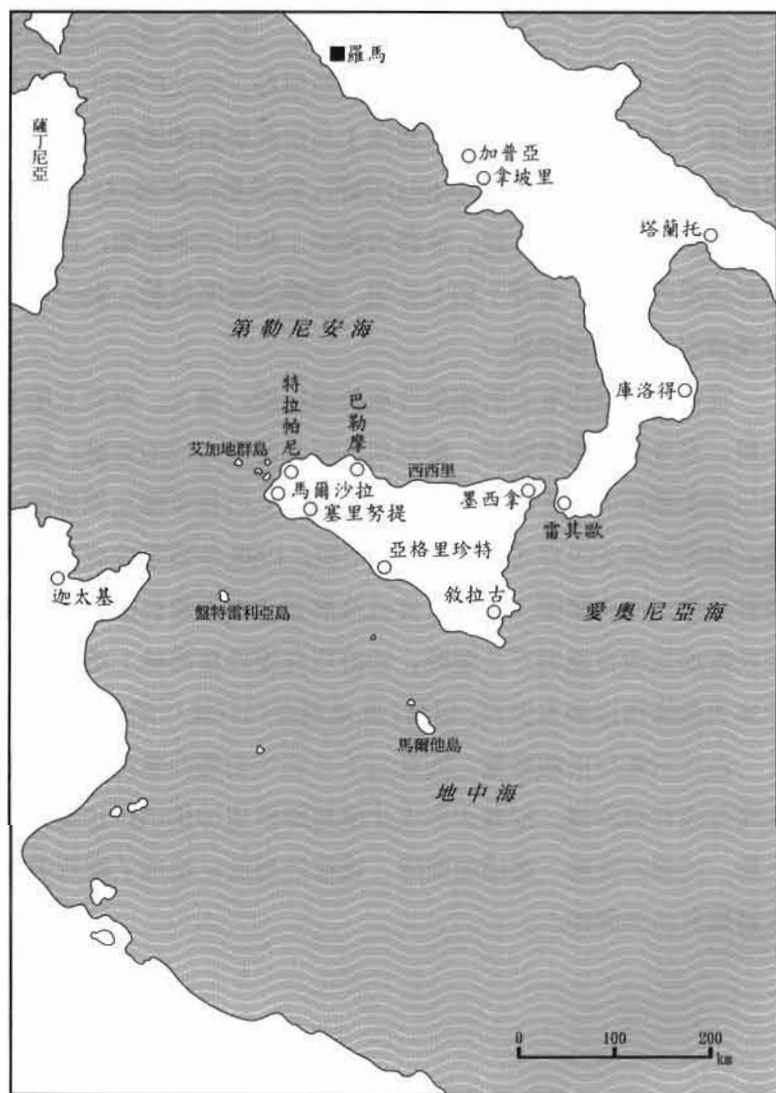 羅馬
薩丁尼亞
加普亞
拿坡里
塔蘭托
第勒尼安海
庫洛得
特拉帕尼
巴勒摩
艾加地群島
西西里
馬爾沙拉
墨西拿
塞里努提
雷其歐
亞格里珍特
迦太基
盤特雷利亞島
敘拉古
愛奧尼亞海
馬爾他島
地中海
0 100 200
km